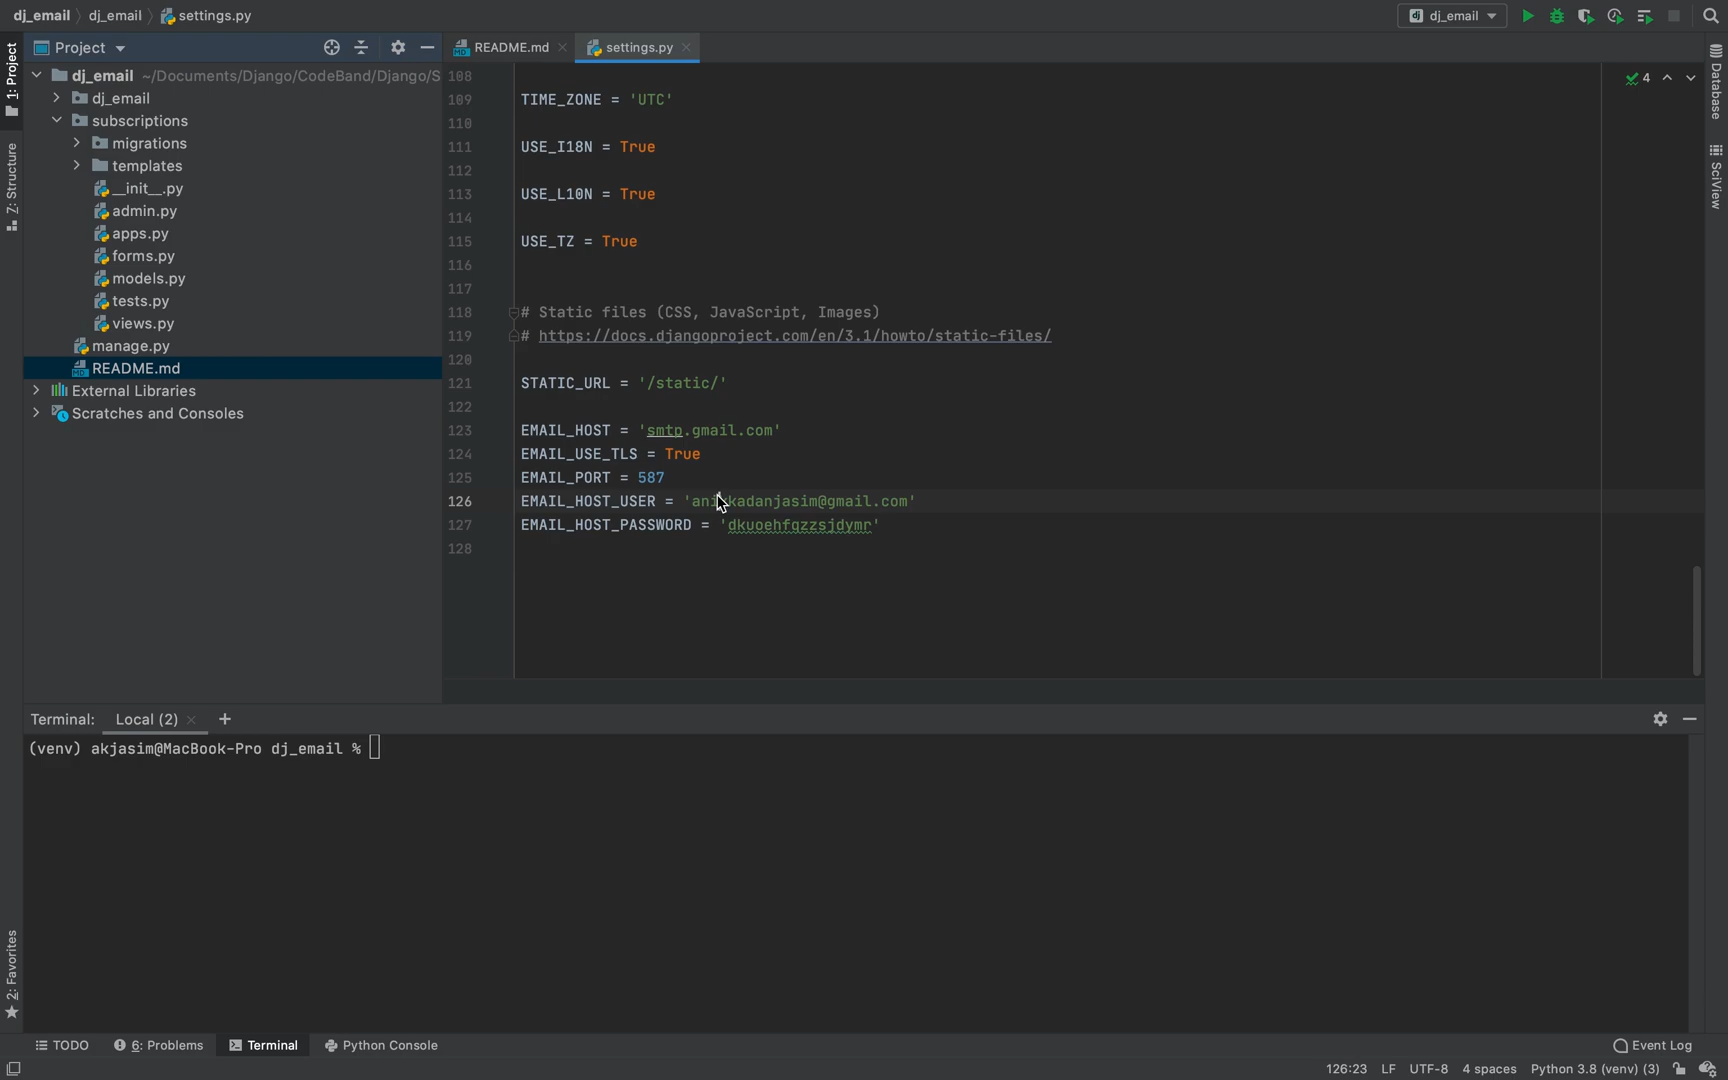 dj_email
dj_email
settings.py
dj_email
Project
README.md
settings.py
1: Project
Z: Structure
2: Favorites
Database
SciView
dj_email ~/Documents/Django/CodeBand/Django/S
dj_email
subscriptions
migrations
templates
__init__.py
admin.py
apps.py
forms.py
models.py
tests.py
views.py
manage.py
README.md
External Libraries
Scratches and Consoles
4
108
109 TIME_ZONE = 'UTC'
110
111 USE_I18N = True
112
113 USE_L10N = True
114
115 USE_TZ = True
116
117
118 # Static files (CSS, JavaScript, Images)
119 # https://docs.djangoproject.com/en/3.1/howto/static-files/
120
121 STATIC_URL = '/static/'
122
123 EMAIL_HOST = 'smtp.gmail.com'
124 EMAIL_USE_TLS = True
125 EMAIL_PORT = 587
126 EMAIL_HOST_USER =
127 EMAIL_HOST_PASSWORD = 'dkuoehfqzzsjdymr'
128
Terminal: Local (2) +
(venv) akjasim@MacBook-Pro dj_email %
TODO
6: Problems
Terminal
Python Console
Event Log
126:23 LF UTF-8 4 spaces Python 3.8 (venv) (3)